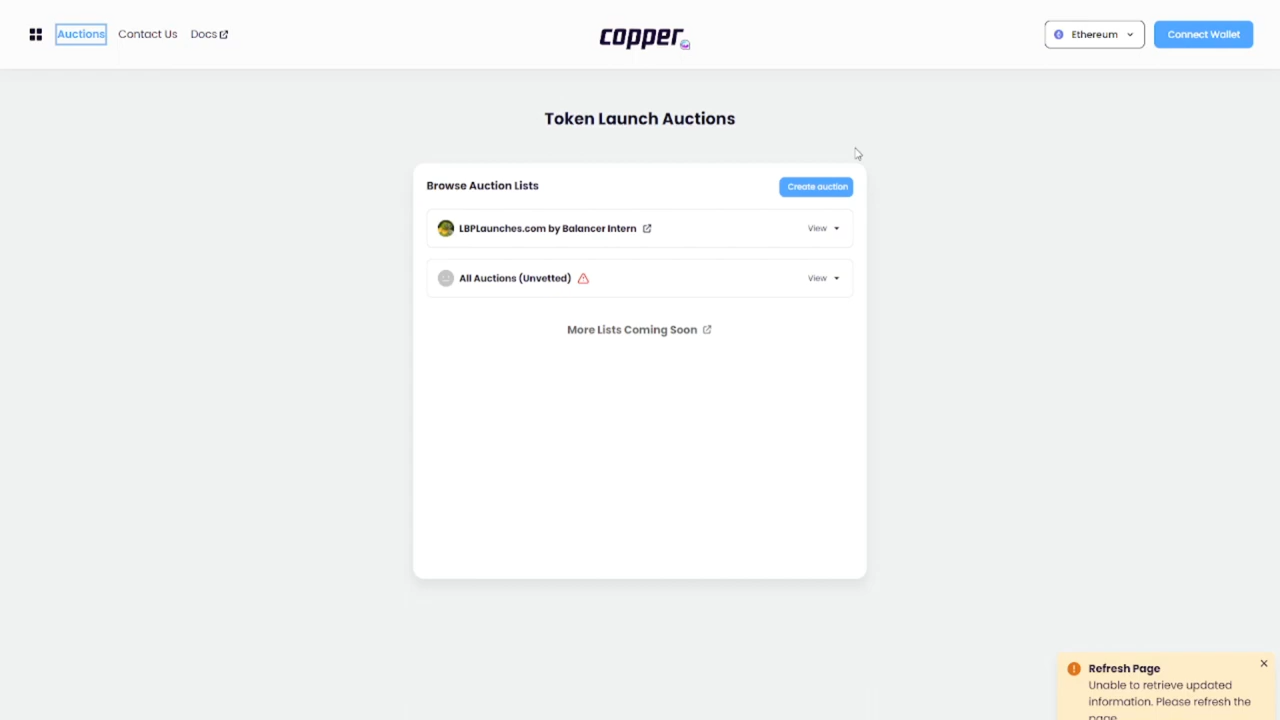 Auctions Contact Us Docs
copper
Ethereum Connect Wallet
Token Launch Auctions
Browse Auction Lists Create auction
LBPLaunches.com by Balancer Intern View
All Auctions (Unvetted) View
More Lists Coming Soon
Refresh Page
Unable to retrieve updated
information. Please refresh the
page.